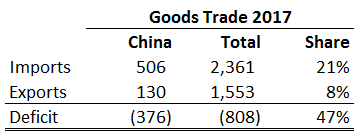 Goods Trade 2017
China Total Share
Imports 506 2,361 21%
Exports 130 1,553 8%
Deficit (376) (808) 47%